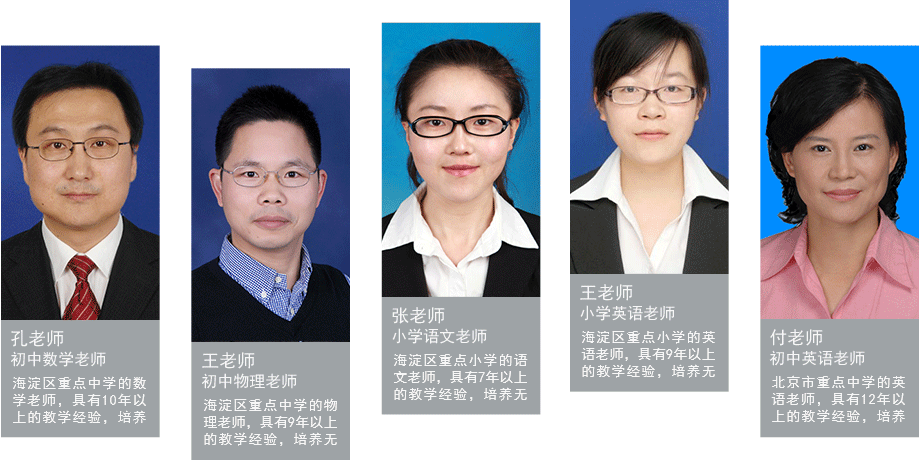 孔老师
初中数学老师
海淀区重点中学的数
学老师，具有10年以
上的教学经验，培养
王老师
初中物理老师
海淀区重点中学的物
理老师，具有9年以上
的教学经验，培养无
张老师
小学语文老师
海淀区重点小学的语
文老师，具有7年以上
的教学经验，培养无
王老师
小学英语老师
海淀区重点小学的英
语老师，具有9年以上
的教学经验，培养无
付老师
初中英语老师
北京市重点中学的英
语老师，具有12年以
上的教学经验，培养